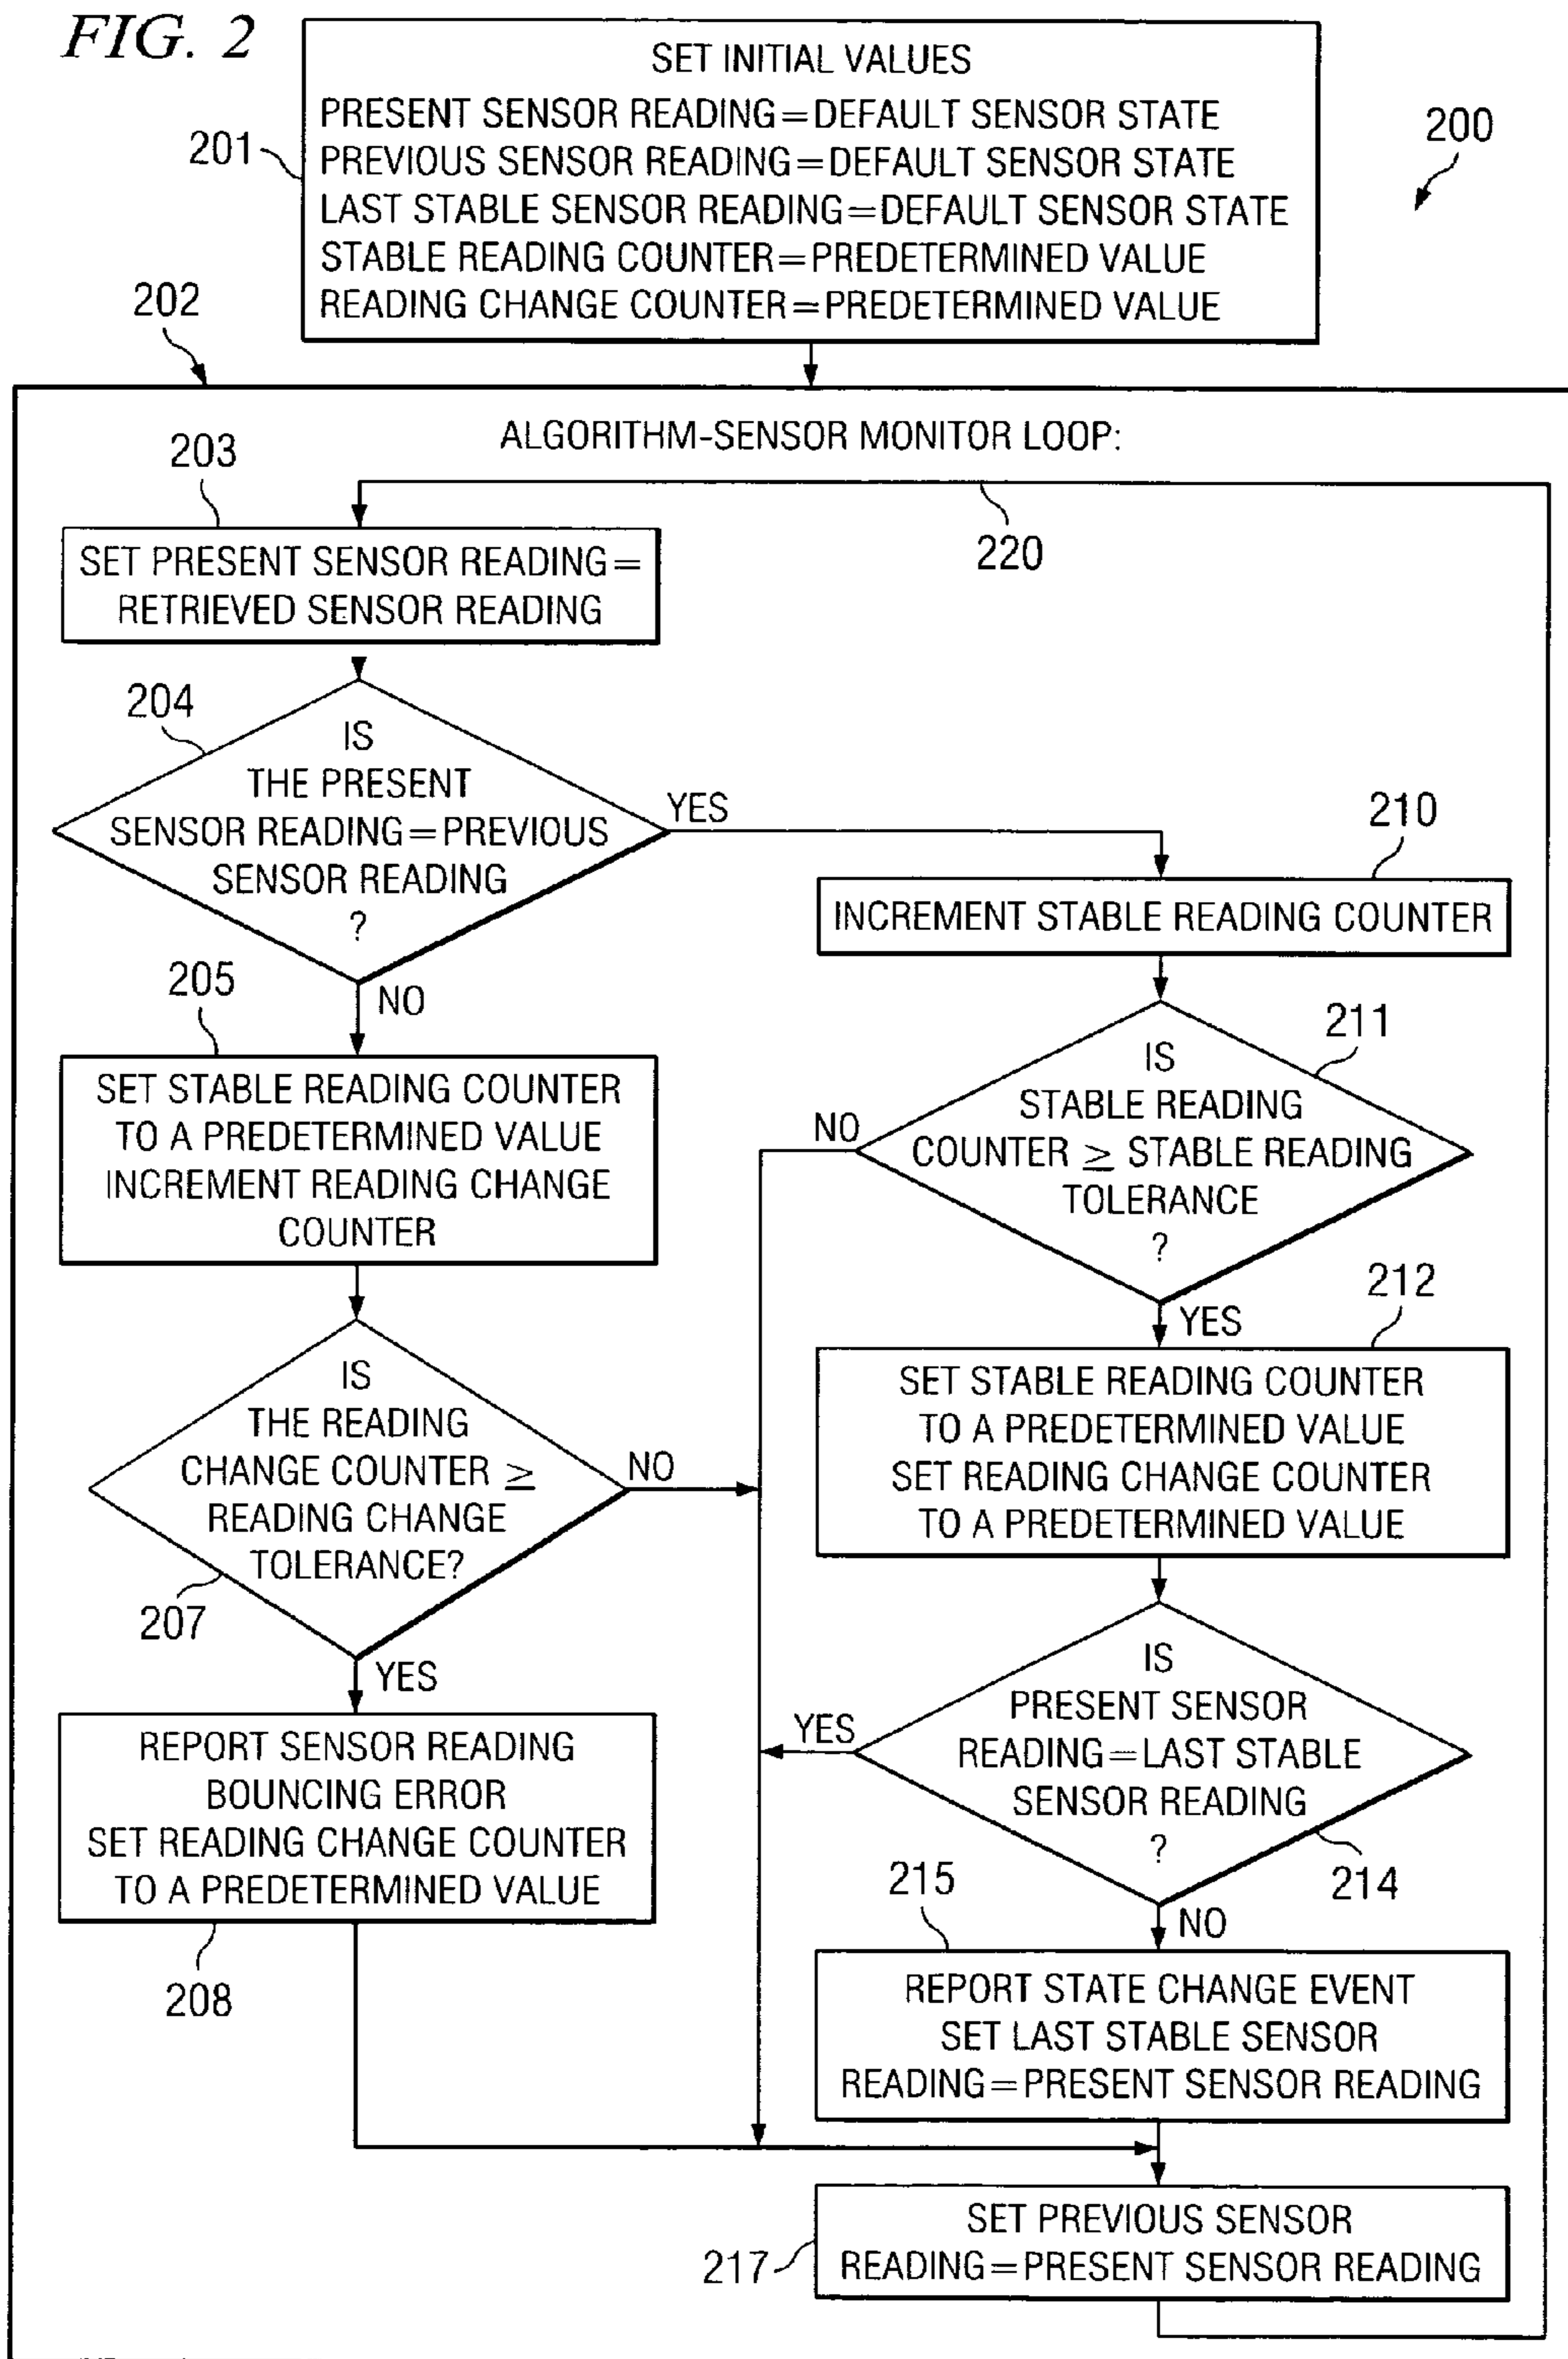 FIG. 2
SET INITIAL VALUES
PRESENT SENSOR READING=DEFAULT SENSOR STATE
PREVIOUS SENSOR READING=DEFAULT SENSOR STATE
LAST STABLE SENSOR READING=DEFAULT SENSOR STATE
STABLE READING COUNTER=PREDETERMINED VALUE
READING CHANGE COUNTER=PREDETERMINED VALUE
201
200
202
ALGORITHM-SENSOR MONITOR LOOP:
203
220
SET PRESENT SENSOR READING=
RETRIEVED SENSOR READING
204
IS
THE PRESENT
SENSOR READING=PREVIOUS
SENSOR READING
?
YES
NO
210
INCREMENT STABLE READING COUNTER
205
SET STABLE READING COUNTER
TO A PREDETERMINED VALUE
INCREMENT READING CHANGE
COUNTER
211
IS
STABLE READING
COUNTER ≥ STABLE READING
TOLERANCE
?
NO
YES
212
SET STABLE READING COUNTER
TO A PREDETERMINED VALUE
SET READING CHANGE COUNTER
TO A PREDETERMINED VALUE
IS
THE READING
CHANGE COUNTER ≥
READING CHANGE
TOLERANCE?
NO
207
YES
REPORT SENSOR READING
BOUNCING ERROR
SET READING CHANGE COUNTER
TO A PREDETERMINED VALUE
208
IS
PRESENT SENSOR
READING=LAST STABLE
SENSOR READING
?
YES
214
NO
215
REPORT STATE CHANGE EVENT
SET LAST STABLE SENSOR
READING=PRESENT SENSOR READING
SET PREVIOUS SENSOR
READING=PRESENT SENSOR READING
217